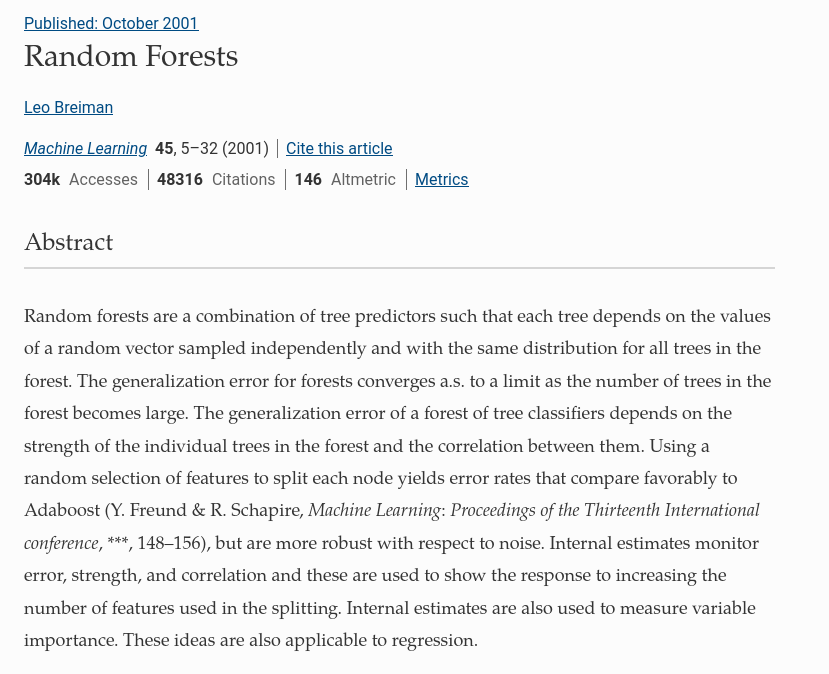 Published: October 2001
Random Forests
Leo Breiman
Machine Learning 45, 5–32 (2001) Cite this article
304k Accesses 48316 Citations 146 Altmetric Metrics
Abstract
Random forests are a combination of tree predictors such that each tree depends on the values
of a random vector sampled independently and with the same distribution for all trees in the
forest. The generalization error for forests converges a.s. to a limit as the number of trees in the
forest becomes large. The generalization error of a forest of tree classifiers depends on the
strength of the individual trees in the forest and the correlation between them. Using a
random selection of features to split each node yields error rates that compare favorably to
Adaboost (Y. Freund & R. Schapire, Machine Learning: Proceedings of the Thirteenth International
conference, ***, 148–156), but are more robust with respect to noise. Internal estimates monitor
error, strength, and correlation and these are used to show the response to increasing the
number of features used in the splitting. Internal estimates are also used to measure variable
importance. These ideas are also applicable to regression.